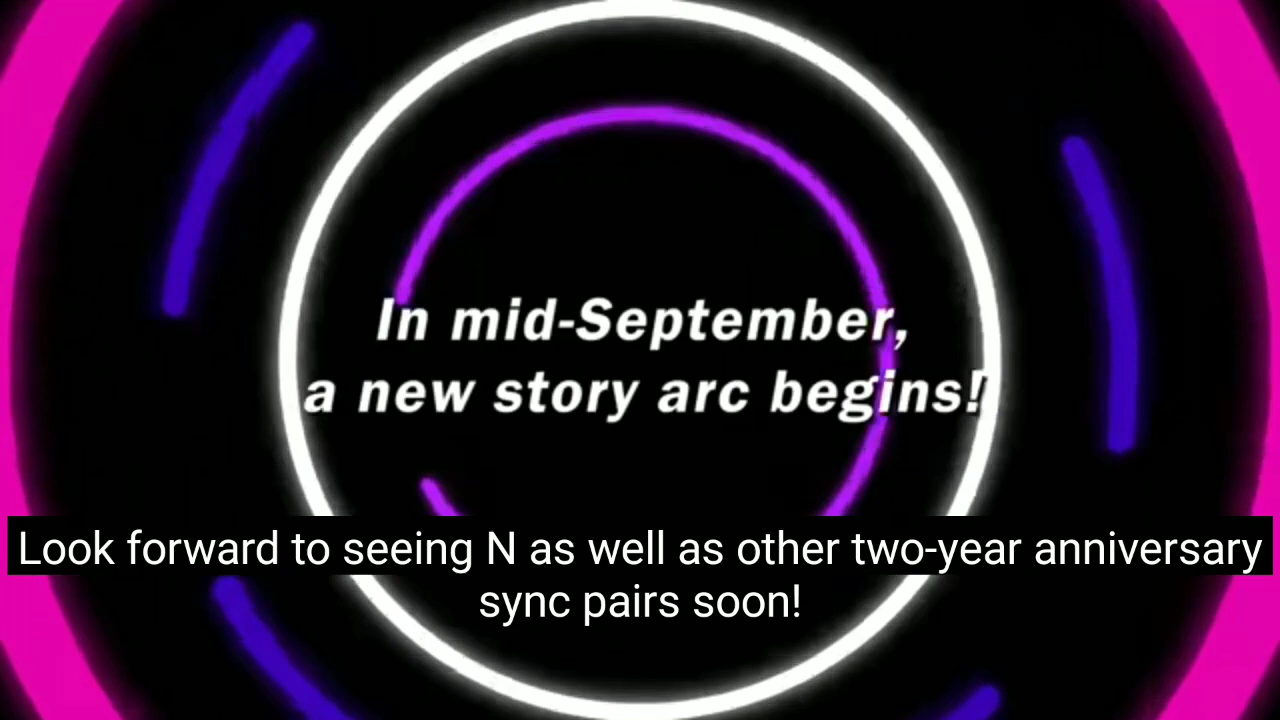 In mid-September,
a new story arc begins!
Look forward to seeing N as well as other two-year anniversary
sync pairs soon!